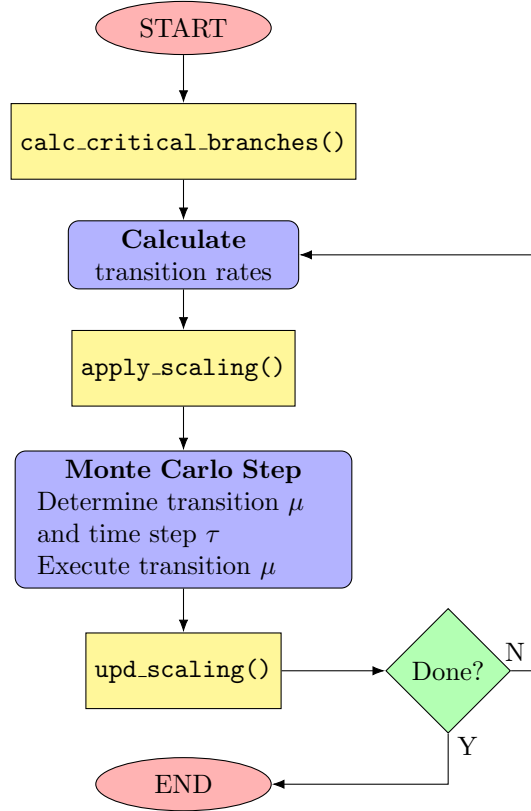 START
calc_critical_branches()
Calculate
transition rates
apply_scaling()
Monte Carlo Step
Determine transition μ
and time step τ
Execute transition μ
upd_scaling()
Done?
N
Y
END